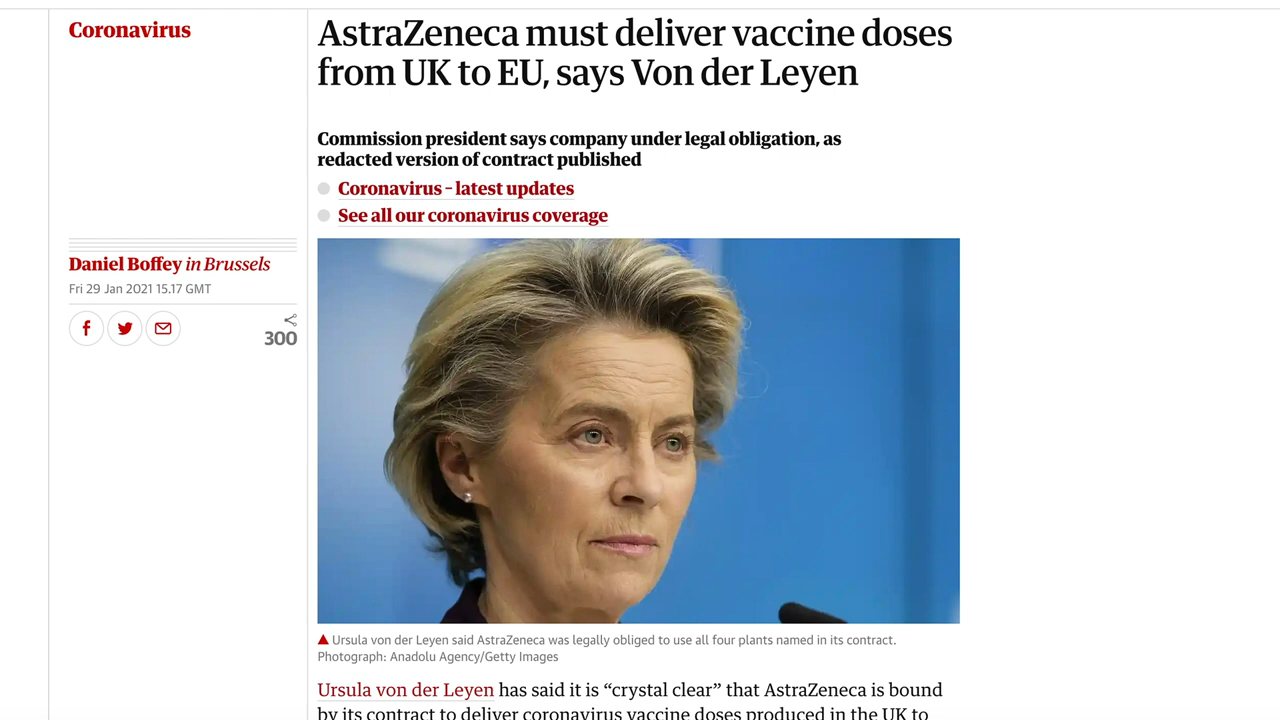 Coronavirus
AstraZeneca must deliver vaccine doses
from UK to EU, says Von der Leyen
Commission president says company under legal obligation, as
redacted version of contract published
Coronavirus – latest updates
See all our coronavirus coverage
Daniel Boffey in Brussels
Fri 29 Jan 2021 15.17 GMT
300
Ursula von der Leyen said AstraZeneca was legally obliged to use all four plants named in its contract.
Photograph: Anadolu Agency/Getty Images
Ursula von der Leyen has said it is “crystal clear” that AstraZeneca is bound
by its contract to deliver coronavirus vaccine doses produced in the UK to